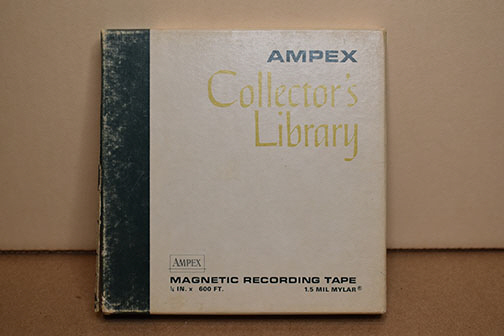 AMPEX
Collector's
Library
AMPEX
MAGNETIC RECORDING TAPE
¼ IN. x 600 FT. 1.5 MIL MYLAR®